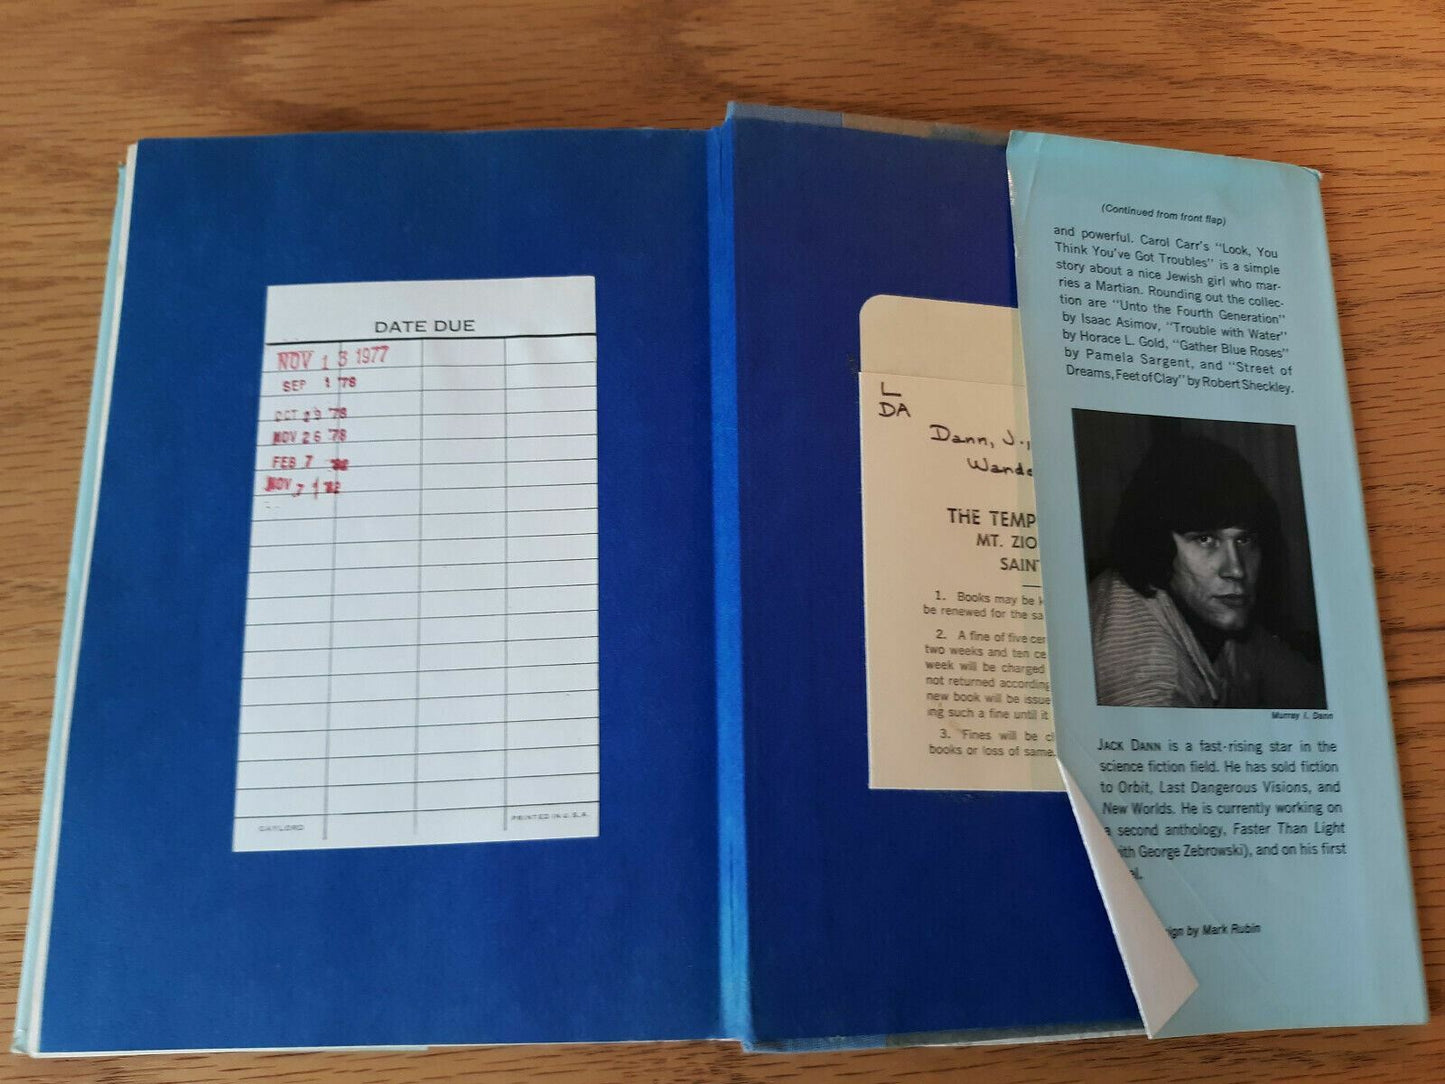 DATE DUE
NOV 13 1977
SEP 1 '78
OCT 29 '78
NOV 26 '78
FEB 7
NOV
GAYLORD
PRINTED IN U.S.A.
L
DA
Dann, J.,
Wande
THE TEMP
MT. ZIO
SAINT
1. Books may be k
be renewed for the sa
2. A fine of five cen
two weeks and ten ce
week will be charged
not returned according
new book will be issue
ing such a fine until it
3. Fines will be cl
books or loss of same.
(Continued from front flap)
and powerful. Carol Carr's "Look, You
Think You've Got Troubles" is a simple
story about a nice Jewish girl who mar-
ries a Martian. Rounding out the collec-
tion are "Unto the Fourth Generation"
by Isaac Asimov, "Trouble with Water"
by Horace L. Gold, "Gather Blue Roses"
by Pamela Sargent, and "Street of
Dreams, Feet of Clay" by Robert Sheckley.
Murray I. Dann
JACK DANN is a fast-rising star in the
science fiction field. He has sold fiction
to Orbit, Last Dangerous Visions, and
New Worlds. He is currently working on
a second anthology, Faster Than Light
ith George Zebrowski), and on his first
el.
ign by Mark Rubin